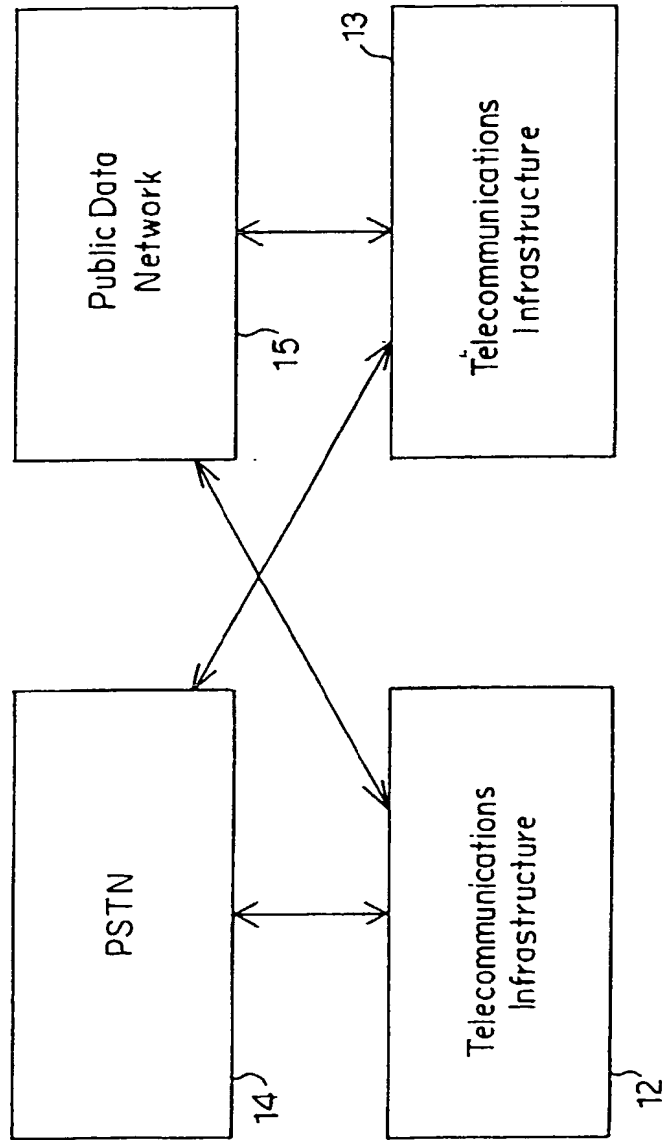 PSTN
14
Public Data
Network
15
Telecommunications
Infrastructure
12
Telecommunications
Infrastructure
13